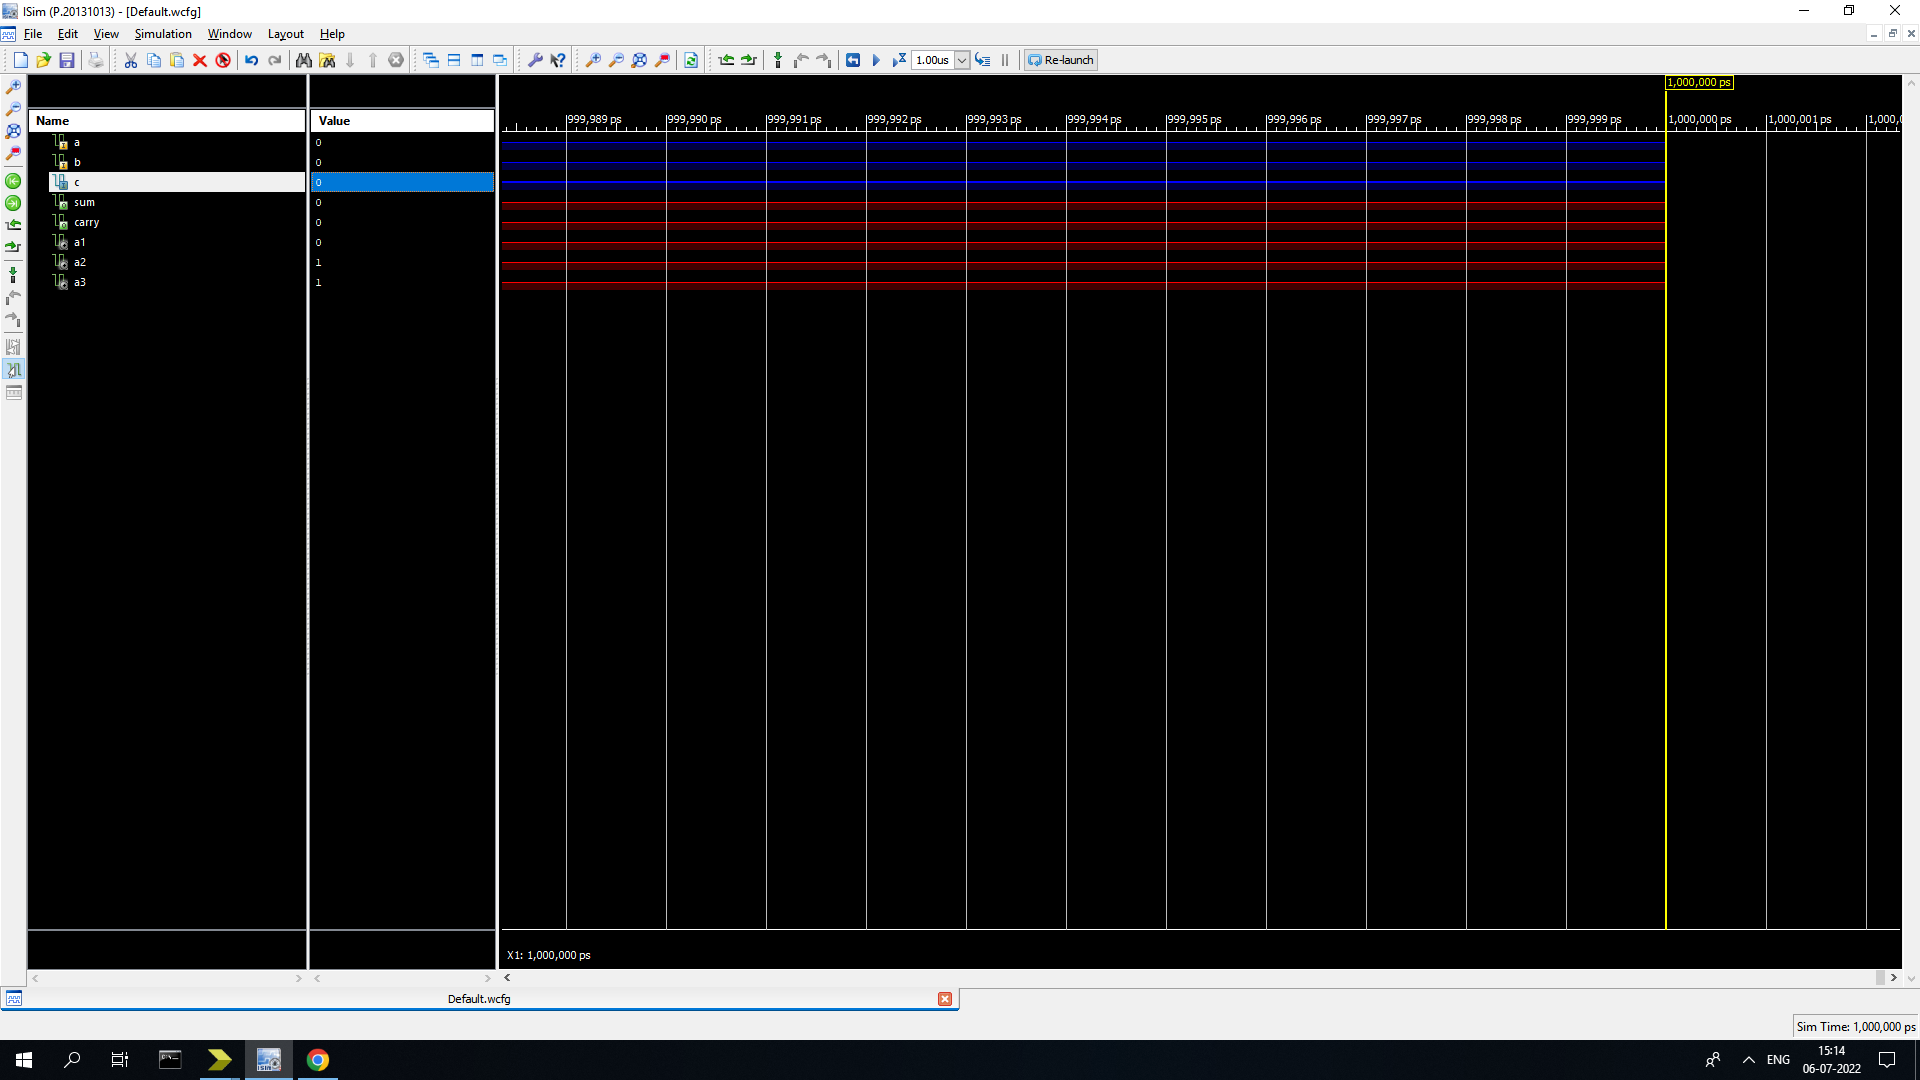 ISim (P.20131013) - [Default.wcfg]
File Edit View Simulation Window Layout Help
1.00us Re-launch
1,000,000 ps
Name Value
999,989 ps 999,990 ps 999,991 ps 999,992 ps 999,993 ps 999,994 ps 999,995 ps 999,996 ps 999,997 ps 999,998 ps 999,999 ps 1,000,000 ps 1,000,001 ps 1,000,0
a 0
b 0
c 0
sum 0
carry 0
a1 0
a2 1
a3 1
X1: 1,000,000 ps
Default.wcfg
Sim Time: 1,000,000 ps
ENG
15:14
06-07-2022